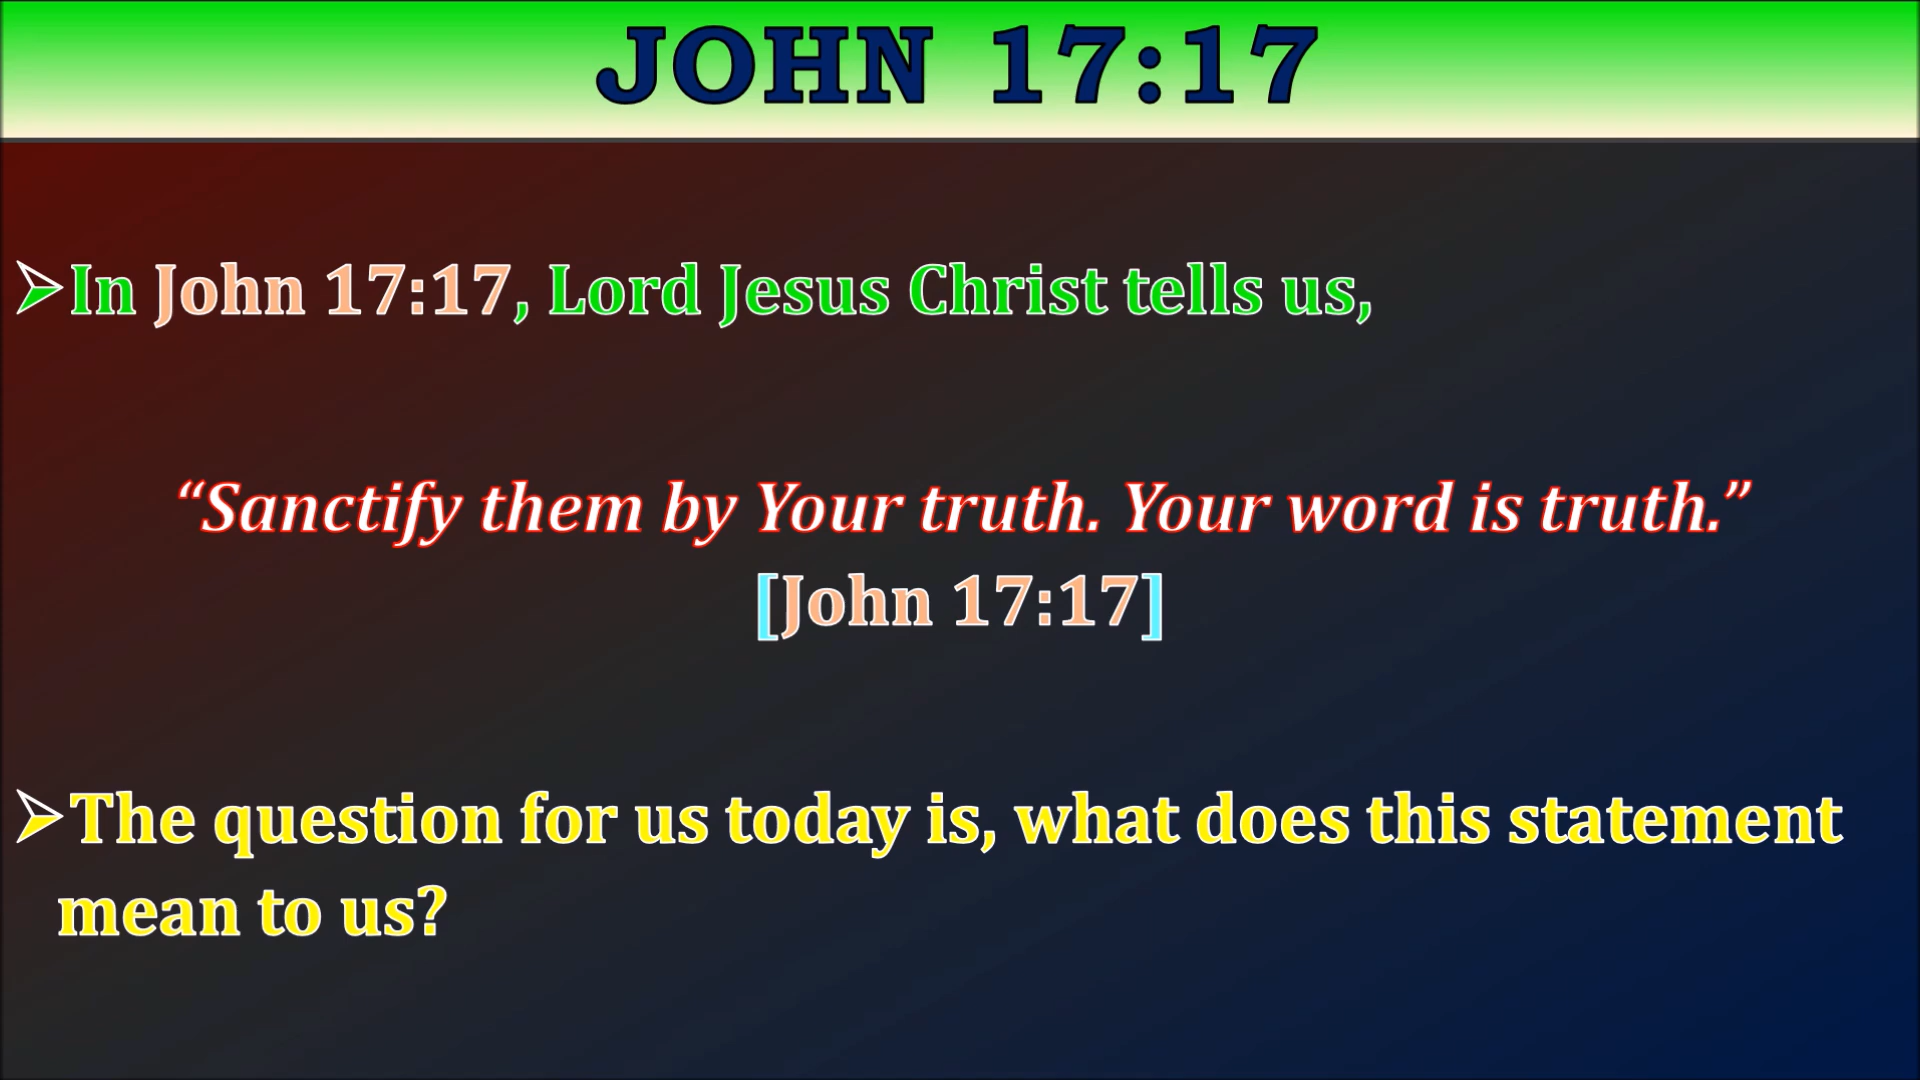 JOHN 17:17
➢In John 17:17, Lord Jesus Christ tells us,
“Sanctify them by Your truth. Your word is truth.”
[John 17:17]
➢The question for us today is, what does this statement
mean to us?